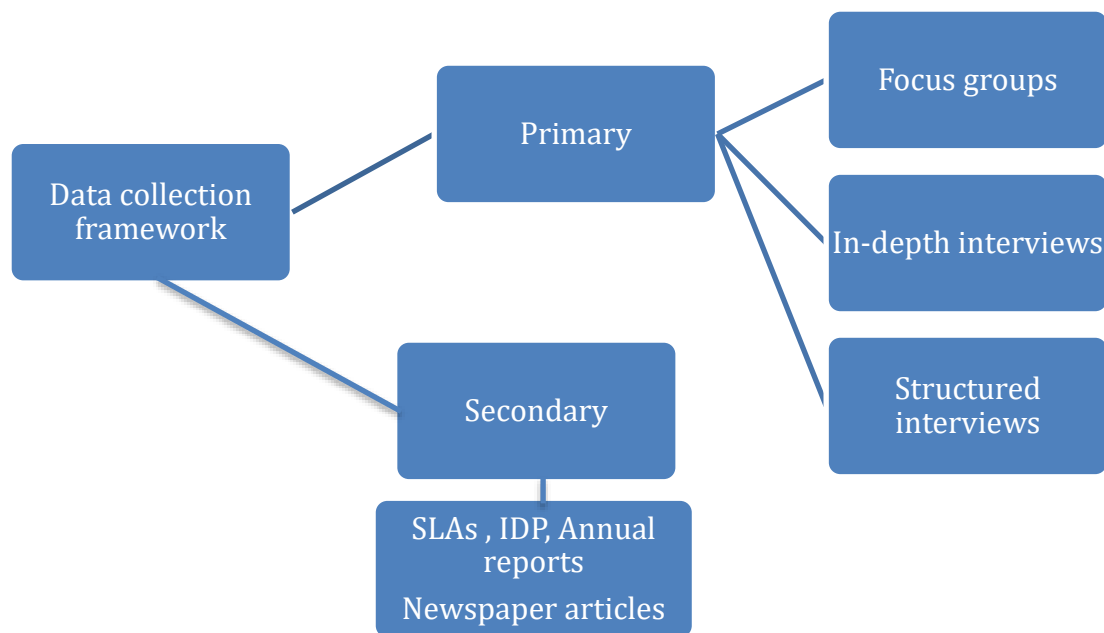 Data collection
framework
Primary
Focus groups
In-depth interviews
Structured
interviews
Secondary
SLAs , IDP, Annual
reports
Newspaper articles